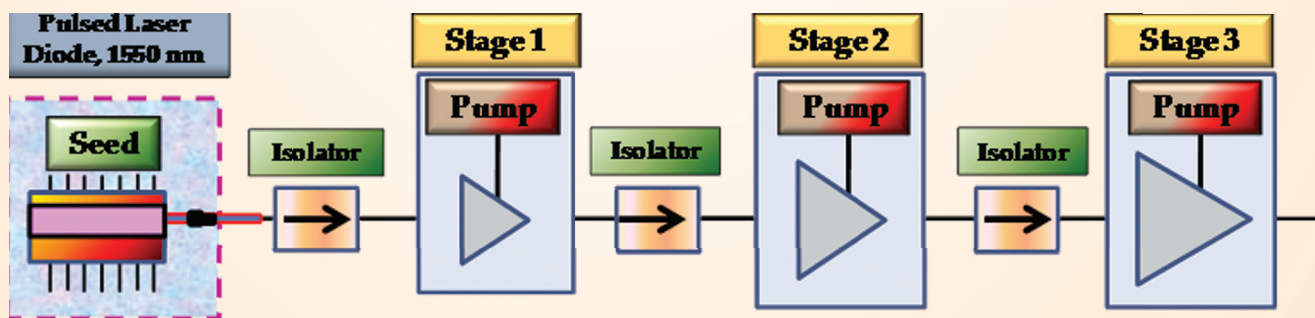 Pulsed Laser
Diode, 1550 nm
Seed
Isolator
Stage 1
Pump
Isolator
Stage 2
Pump
Isolator
Stage 3
Pump